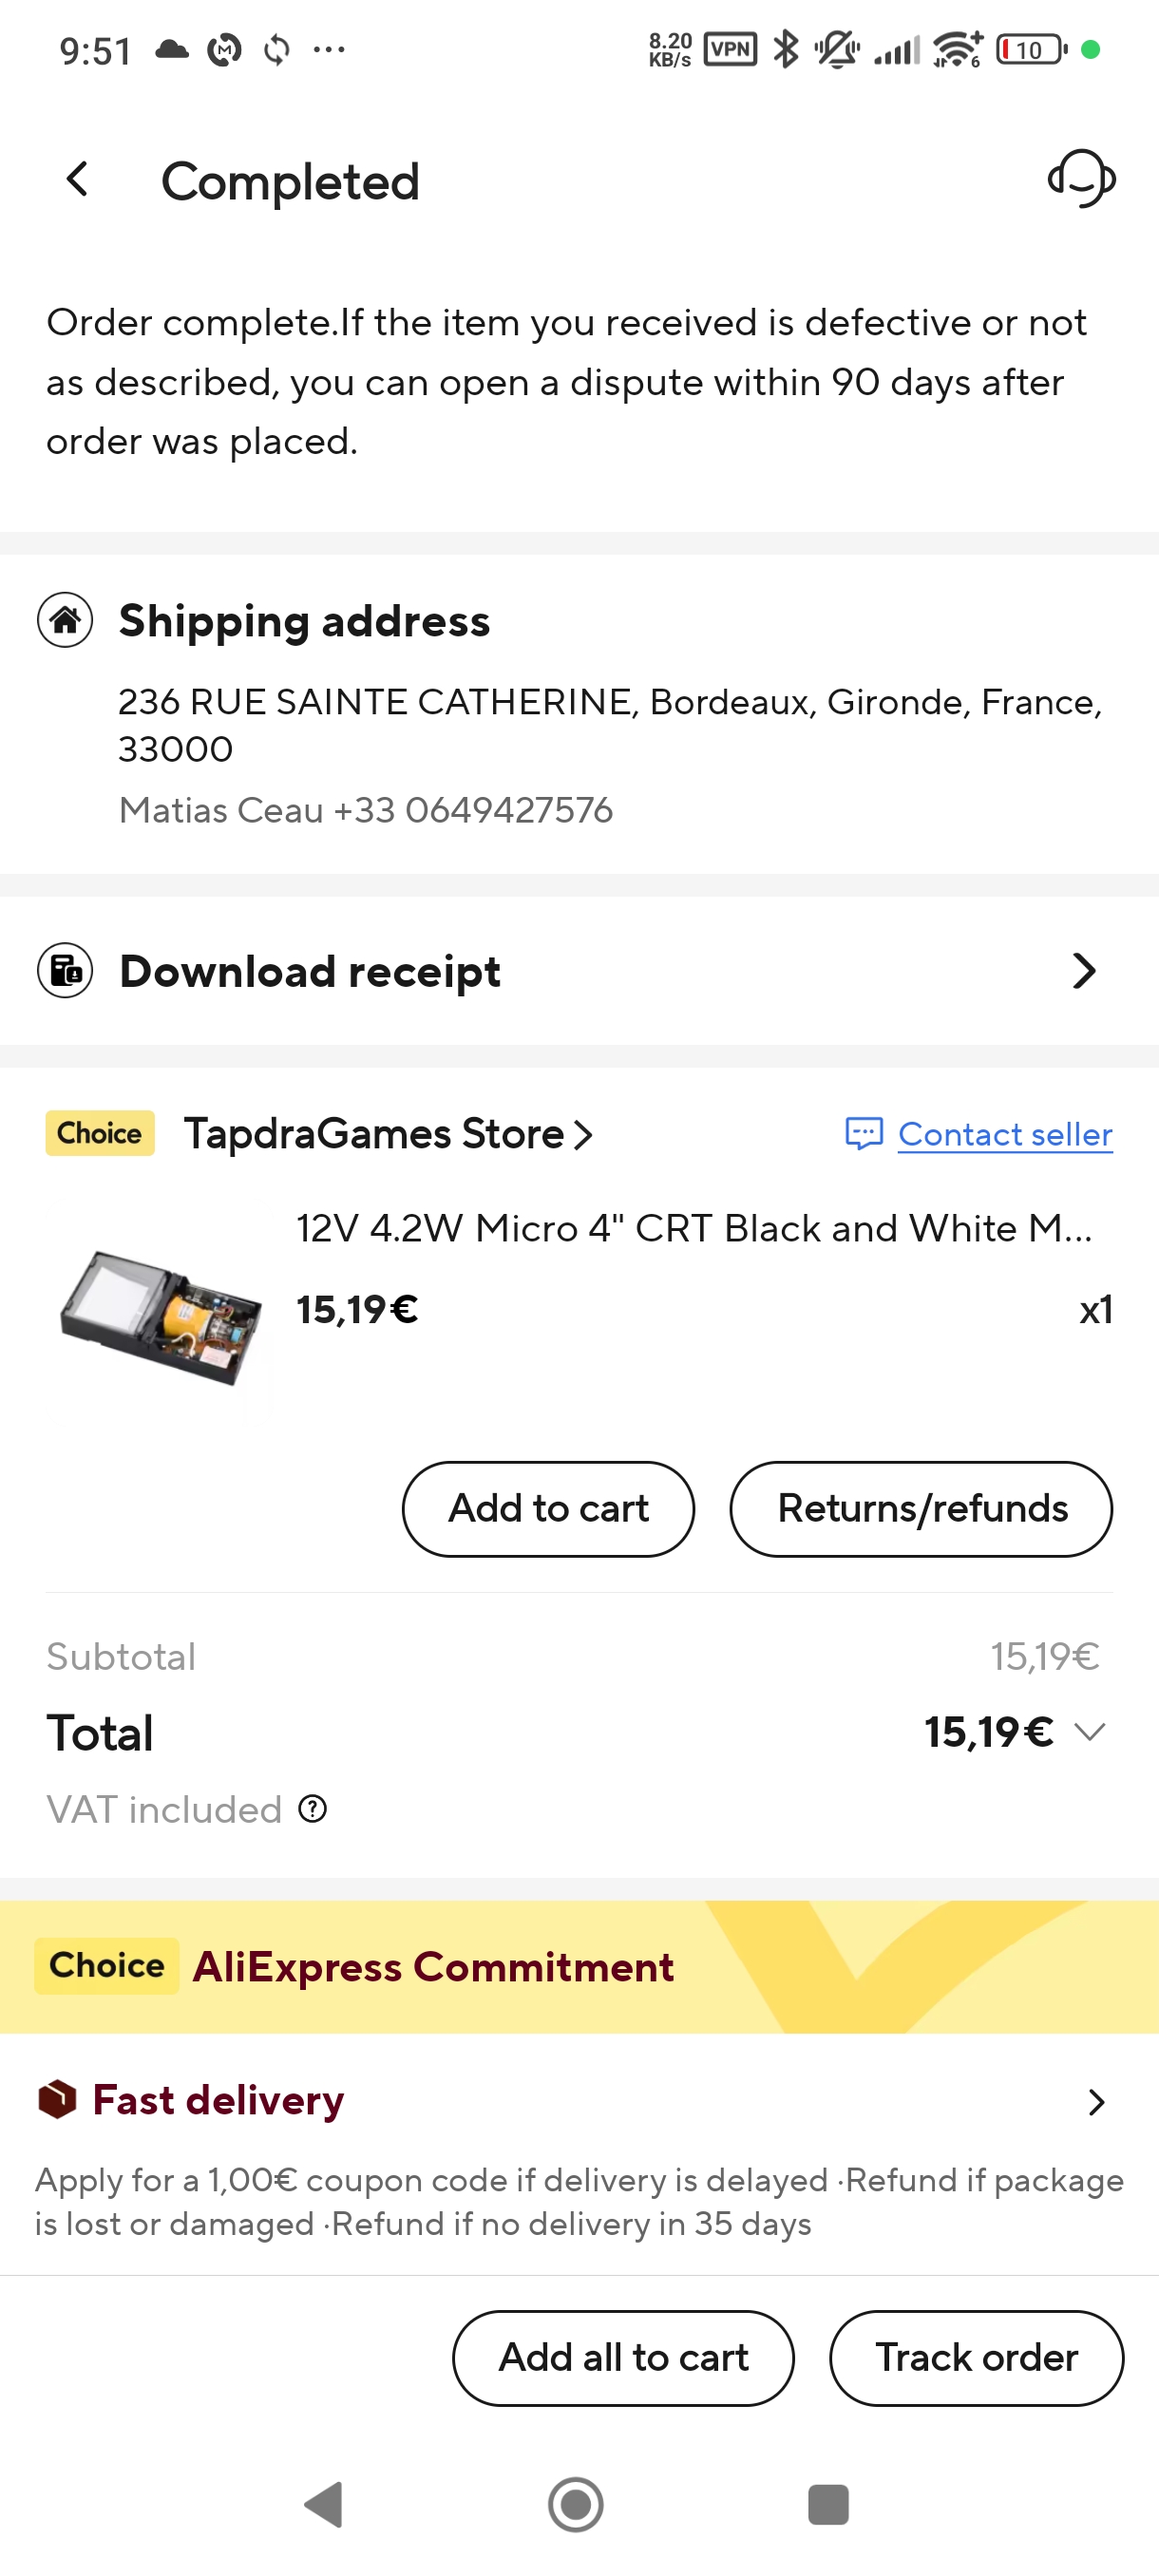 9:51 ...
8.20 KB/s VPN 6 10
Completed
Order complete.If the item you received is defective or not
as described, you can open a dispute within 90 days after
order was placed.
Shipping address
236 RUE SAINTE CATHERINE, Bordeaux, Gironde, France,
33000
Matias Ceau +33 0649427576
Download receipt
Choice TapdraGames Store
Contact seller
12V 4.2W Micro 4" CRT Black and White M...
15,19€ x1
Add to cart Returns/refunds
Subtotal 15,19€
Total 15,19€
VAT included ?
Choice AliExpress Commitment
Fast delivery
Apply for a 1,00€ coupon code if delivery is delayed ·Refund if package
is lost or damaged ·Refund if no delivery in 35 days
Add all to cart Track order